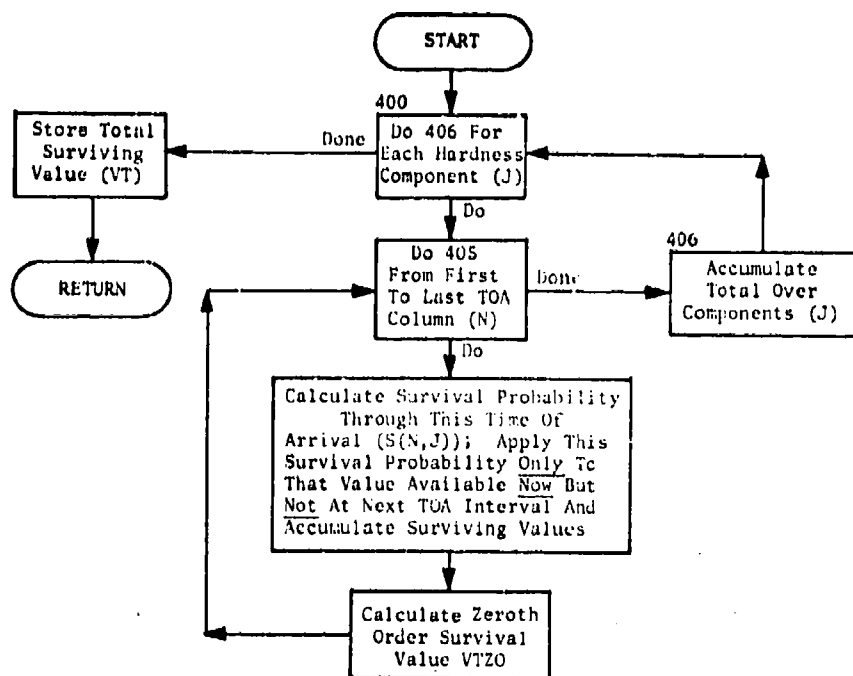 START
400
Do 406 For
Each Hardness
Component (J)
Done
Store Total
Surviving
Value (VT)
RETURN
Do
Do 405
From First
To Last TOA
Column (N)
Done
406
Accumulate
Total Over
Components (J)
Do
Calculate Survival Probability
Through This Time Of
Arrival (S(N,J)); Apply This
Survival Probability Only To
That Value Available Now But
Not At Next TOA Interval And
Accumulate Surviving Values
Calculate Zeroth
Order Survival
Value VTZO